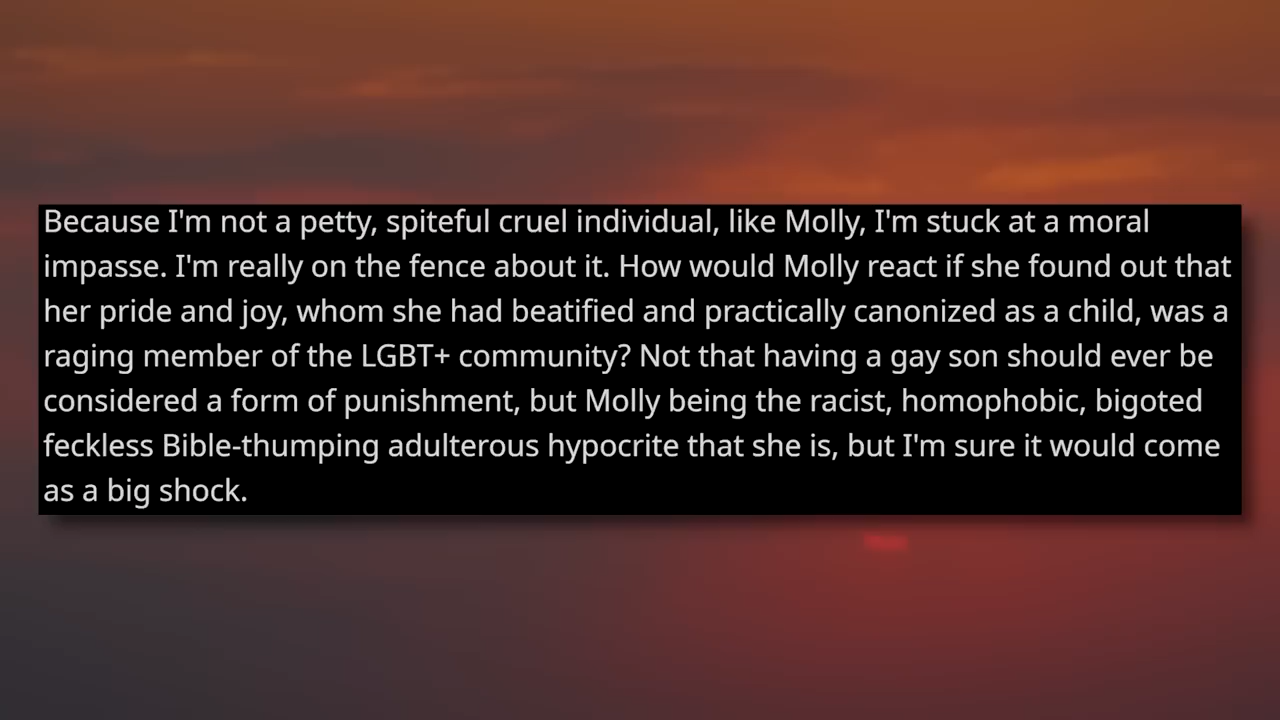 Because I'm not a petty, spiteful cruel individual, like Molly, I'm stuck at a moral
impasse. I'm really on the fence about it. How would Molly react if she found out that
her pride and joy, whom she had beatified and practically canonized as a child, was a
raging member of the LGBT+ community? Not that having a gay son should ever be
considered a form of punishment, but Molly being the racist, homophobic, bigoted
feckless Bible-thumping adulterous hypocrite that she is, but I'm sure it would come
as a big shock.